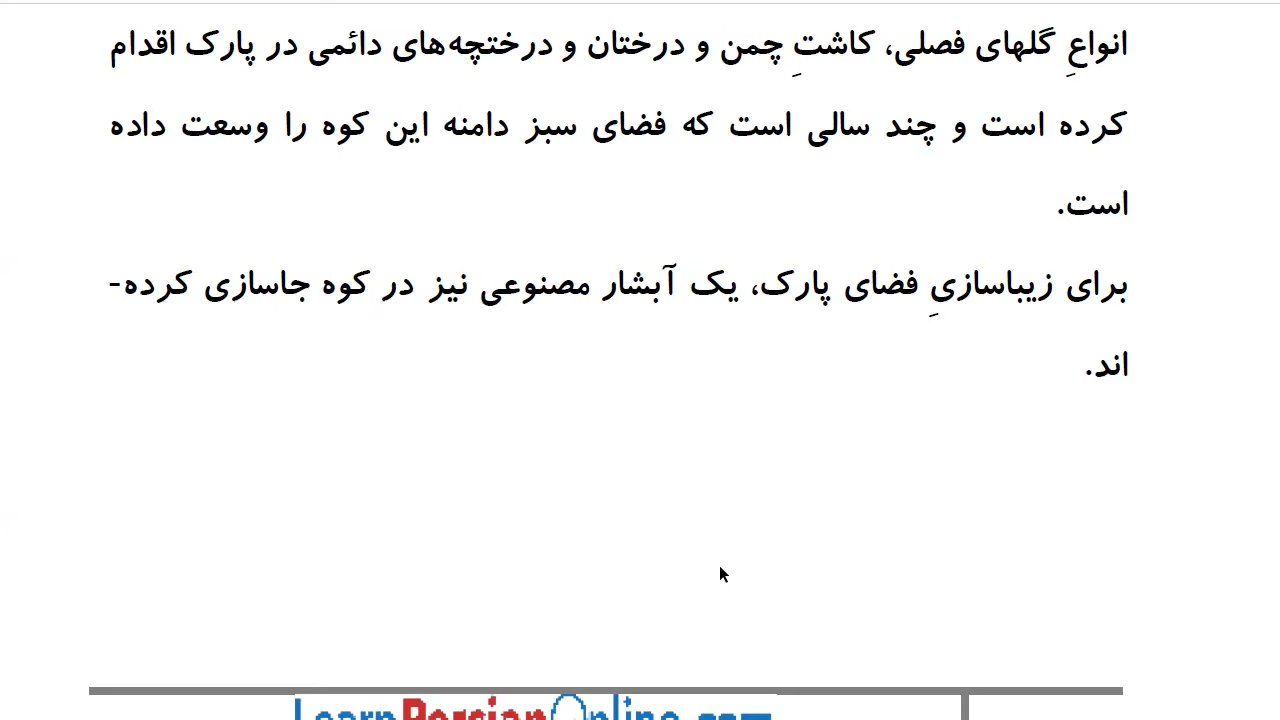 انواعِ گلهای فصلی، کاشتِ چمن و درختان و درختچه‌های دائمی در پارک اقدام
کرده است و چند سالی است که فضای سبز دامنه این کوه را وسعت داده
است.
برای زیباسازیِ فضای پارک، یک آبشار مصنوعی نیز در کوه جاسازی کرده-
اند.
LearnPersianOnline.com